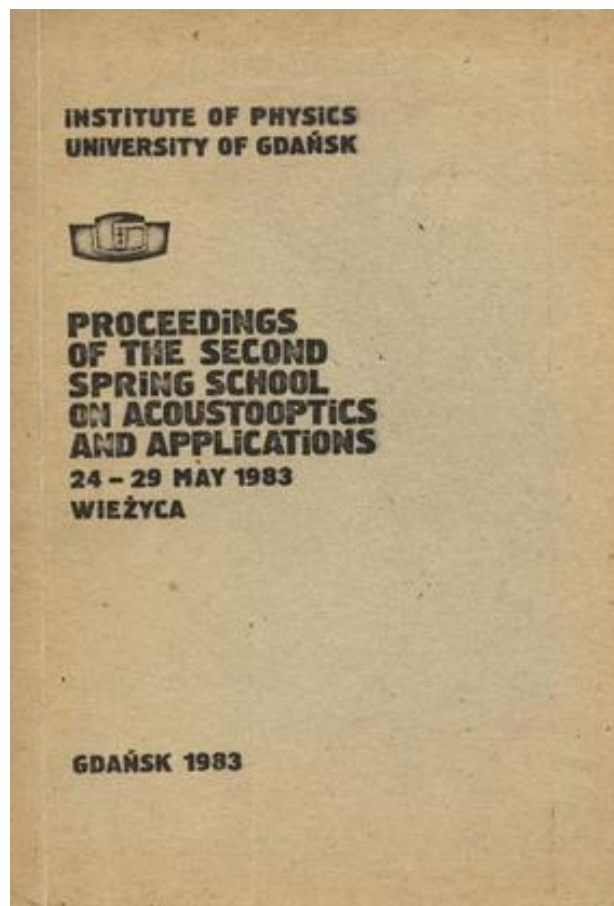 iNSTiTUTE OF PHYSiCS
UNiVERSiTY OF GDAŃSK
PROCEEDiNGS
OF THE SECOND
SPRiNG SCHOOL
ON ACOUSTOOPTiCS
AND APPLiCATiONS
24 – 29 MAY 1983
WiEŻYCA
GDAŃSK 1983